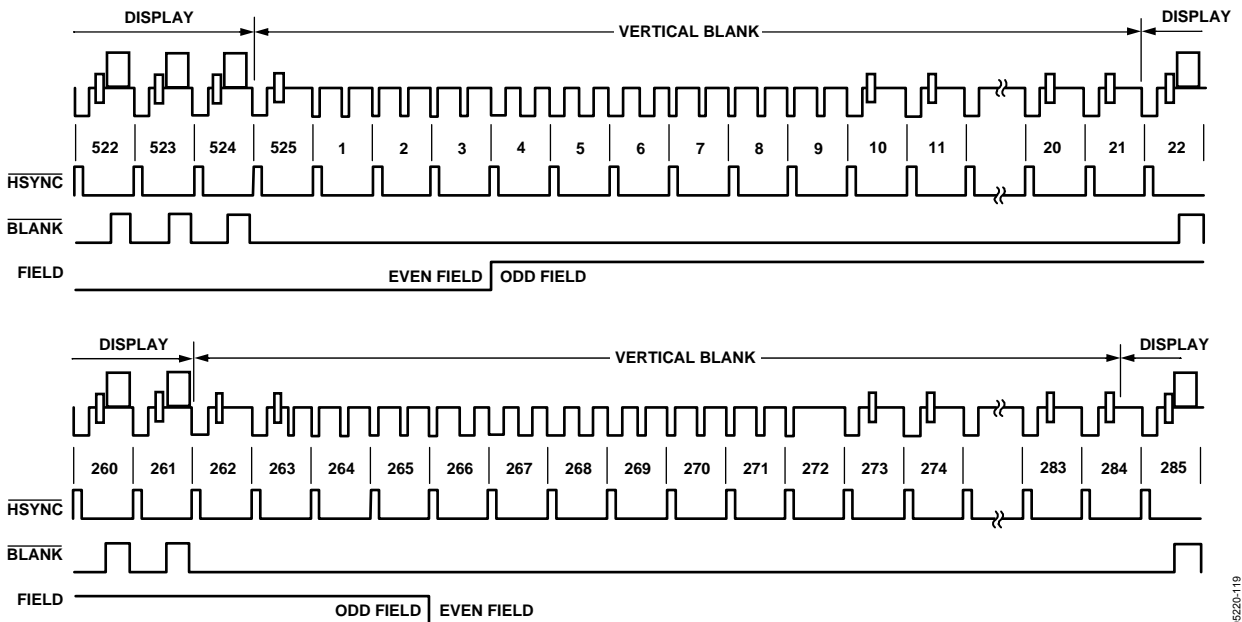 DISPLAY VERTICAL BLANK DISPLAY
522 523 524 525 1 2 3 4 5 6 7 8 9 10 11 20 21 22
HSYNC
BLANK
FIELD EVEN FIELD ODD FIELD
DISPLAY VERTICAL BLANK DISPLAY
260 261 262 263 264 265 266 267 268 269 270 271 272 273 274 283 284 285
HSYNC
BLANK
FIELD ODD FIELD EVEN FIELD